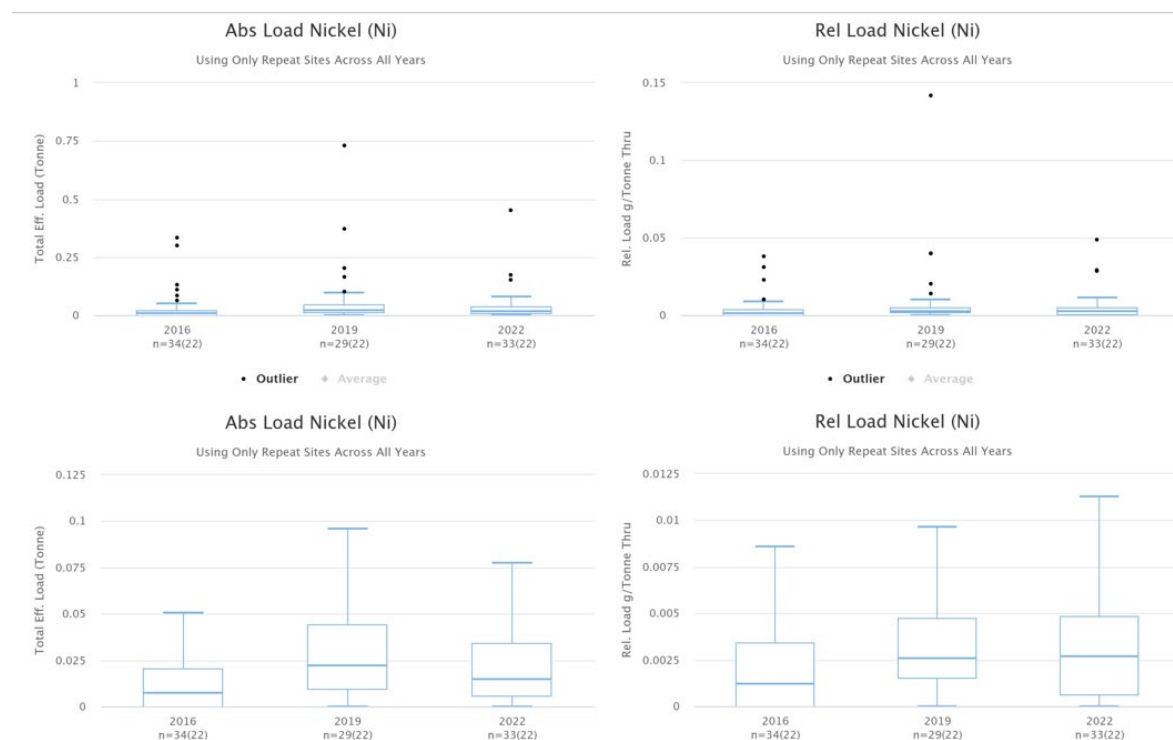 Abs Load Nickel (Ni)
Using Only Repeat Sites Across All Years
Total Eff. Load (Tonne)
1
0.75
0.5
0.25
0
2016
n=34(22)
2019
n=29(22)
2022
n=33(22)
Outlier
Average
Rel Load Nickel (Ni)
Using Only Repeat Sites Across All Years
Rel. Load g/Tonne Thru
0.15
0.1
0.05
0
2016
n=34(22)
2019
n=29(22)
2022
n=33(22)
Outlier
Average
Abs Load Nickel (Ni)
Using Only Repeat Sites Across All Years
Total Eff. Load (Tonne)
0.125
0.1
0.075
0.05
0.025
0
2016
n=34(22)
2019
n=29(22)
2022
n=33(22)
Rel Load Nickel (Ni)
Using Only Repeat Sites Across All Years
Rel. Load g/Tonne Thru
0.0125
0.01
0.0075
0.005
0.0025
0
2016
n=34(22)
2019
n=29(22)
2022
n=33(22)